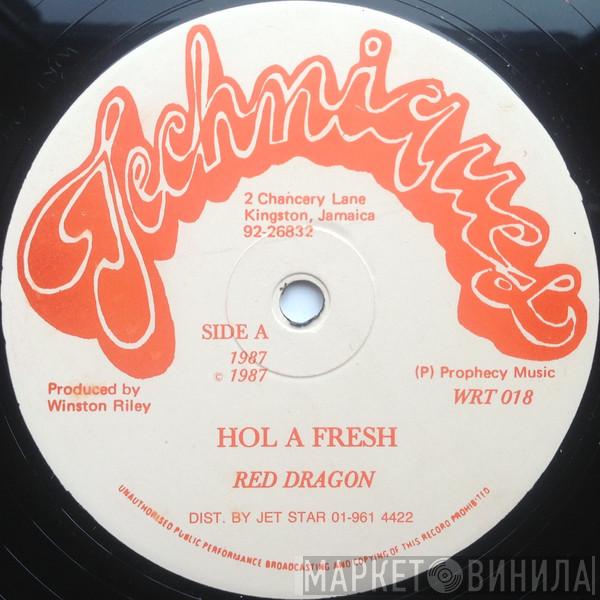 Techniques
2 Chancery Lane
Kingston, Jamaica
92-26832
SIDE A
1987
© 1987
(P) Prophecy Music
WRT 018
Produced by
Winston Riley
HOL A FRESH
RED DRAGON
DIST. BY JET STAR 01-961 4422
UNAUTHORISED PUBLIC PERFORMANCE BROADCASTING AND COPYING OF THIS RECORD PROHIBITED
МАРКЕТ ВИНИЛА